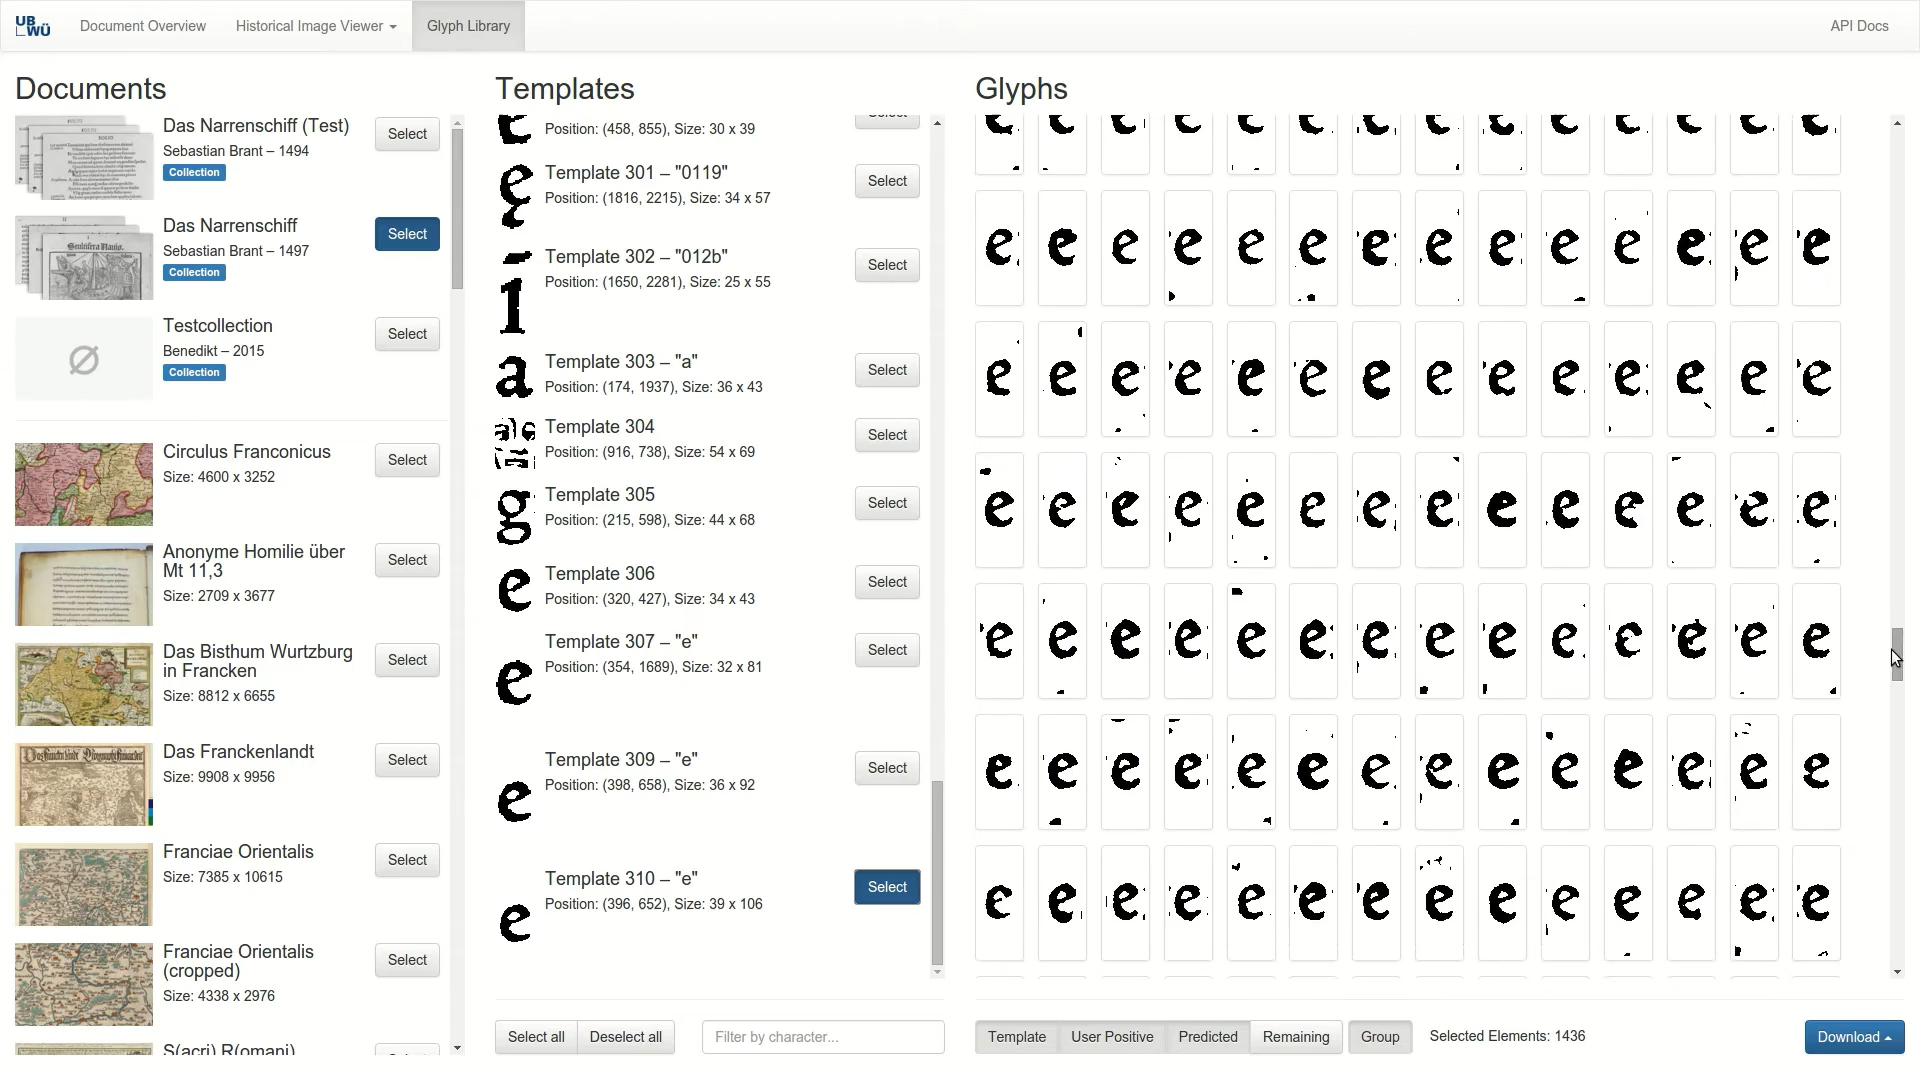 UB
WÜ
Document Overview
Historical Image Viewer
Glyph Library
API Docs
Documents
Das Narrenschiff (Test)
Sebastian Brant – 1494
Collection
Select
Das Narrenschiff
Sebastian Brant – 1497
Collection
Select
Testcollection
Benedikt – 2015
Collection
Select
Circulus Franconicus
Size: 4600 x 3252
Select
Anonyme Homilie über
Mt 11,3
Size: 2709 x 3677
Select
Das Bisthum Wurtzburg
in Francken
Size: 8812 x 6655
Select
Das Franckenlandt
Size: 9908 x 9956
Select
Franciae Orientalis
Size: 7385 x 10615
Select
Franciae Orientalis
(cropped)
Size: 4338 x 2976
Select
S(acri) R(omani)
Templates
Position: (458, 855), Size: 30 x 39
Select
Template 301 – "0119"
Position: (1816, 2215), Size: 34 x 57
Select
Template 302 – "012b"
Position: (1650, 2281), Size: 25 x 55
Select
a
Template 303 – "a"
Position: (174, 1937), Size: 36 x 43
Select
Template 304
Position: (916, 738), Size: 54 x 69
Select
g
Template 305
Position: (215, 598), Size: 44 x 68
Select
e
Template 306
Position: (320, 427), Size: 34 x 43
Select
e
Template 307 – "e"
Position: (354, 1689), Size: 32 x 81
Select
e
Template 309 – "e"
Position: (398, 658), Size: 36 x 92
Select
e
Template 310 – "e"
Position: (396, 652), Size: 39 x 106
Select
Select all
Deselect all
Filter by character...
Glyphs
e e e e e e e e e e e e e e
e e e e e e e e e e e e e e
e e e e e e e e e e e e e e
e e e e e e e e e e e e e e
e e e e e e e e e e e e e e
e e e e e e e e e e e e e e
e e e e e e e e e e e e e e
Template
User Positive
Predicted
Remaining
Group
Selected Elements: 1436
Download